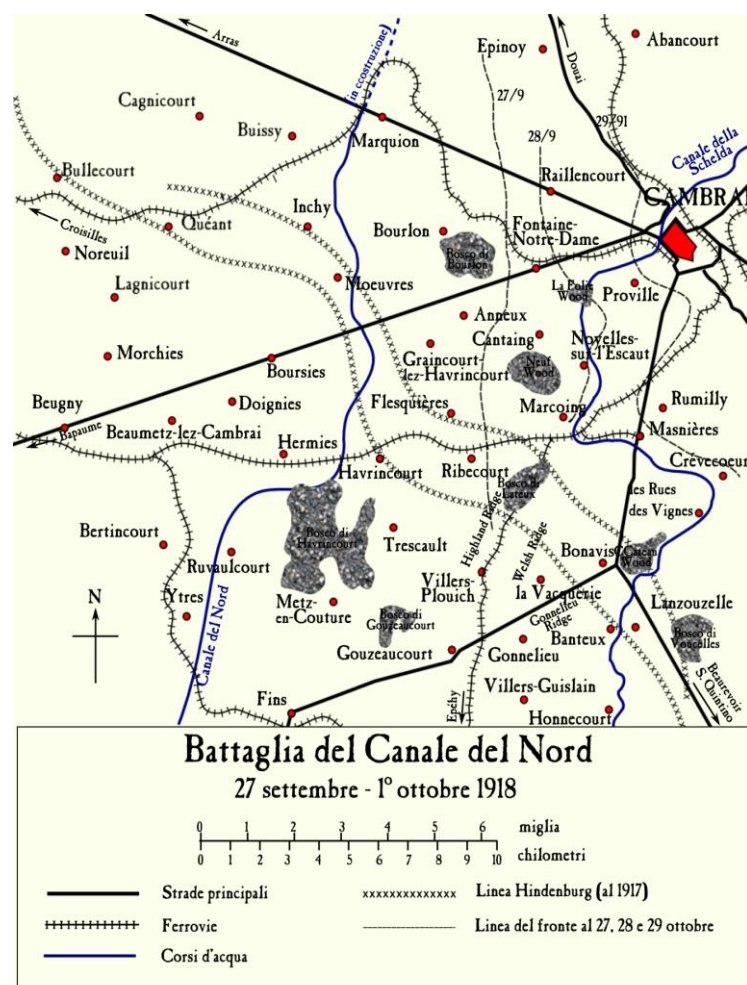 Arras
(in ccostruzione)
Epinoy
Abancourt
Douai
27/9
28/9
29/91
Cagnicourt
Buissy
Marquion
Canale della
Schelda
Bullecourt
Raillencourt
CAMBRAI
Croisilles
Quéant
Inchy
Bourlon
Fontaine-
Notre-Dame
Noreuil
Bosco di
Bourlon
Lagnicourt
Moeuvres
La Folie
Wood
Proville
Anneux
Cantaing
Noyelles-
sur-l'Escaut
Morchies
Boursies
Graincourt
-lez-Havrincourt
Neuf
Wood
Beugny
Doignies
Flesquières
Marcoing
Rumilly
Bapaume
Beaumetz-lez-Cambrai
Hermies
Masnières
Havrincourt
Ribecourt
Crevecoeur
Bosco di
Lateux
les Rues
des Vignes
Bosco di
Havrincourt
Highland Ridge
Welsh Ridge
Bertincourt
Ruvaulcourt
Trescault
Bonavis
Wood
Villers-
Plouich
la Vacquerie
Ytres
Metz-
en-Couture
Bosco di
Gouzeaucourt
Gonnelieu
Ridge
Lanzouzelle
N
Canale del Nord
Gouzeaucourt
Gonnelieu
Banteux
Bosco di
Voucelles
Fins
Epéhy
Villers-Guislain
Honnecourt
Beaurevoir
S. Quintino
Battaglia del Canale del Nord
27 settembre - 1° ottobre 1918
0 1 2 3 4 5 6 miglia
0 1 2 3 4 5 6 7 8 9 10 chilometri
Strade principali
xxxxxxxxxxxxx Linea Hindenburg (al 1917)
Ferrovie
Linea del fronte al 27, 28 e 29 ottobre
Corsi d'acqua